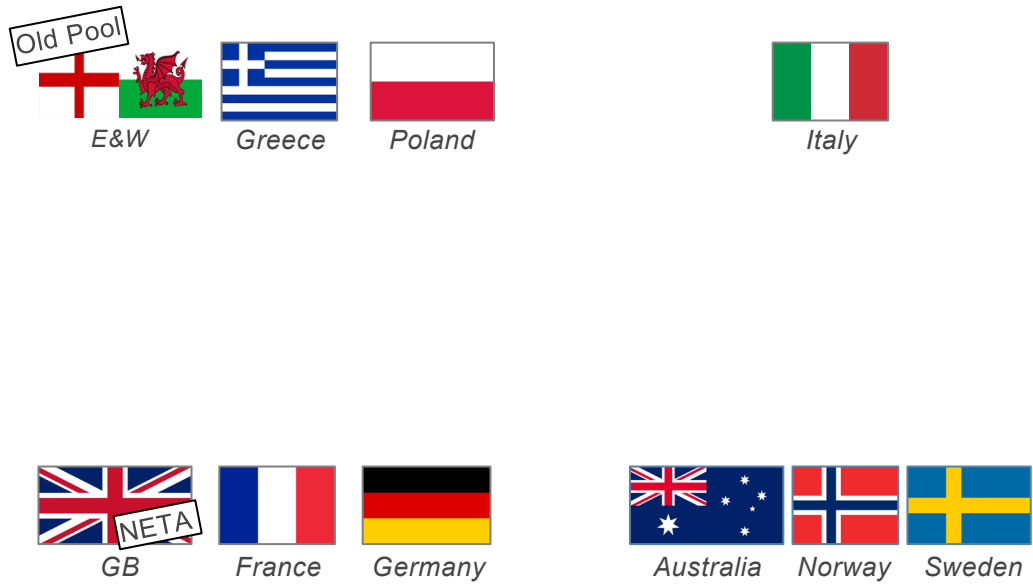 Old Pool
E&W
Greece
Poland
Italy
NETA
GB
France
Germany
Australia
Norway
Sweden